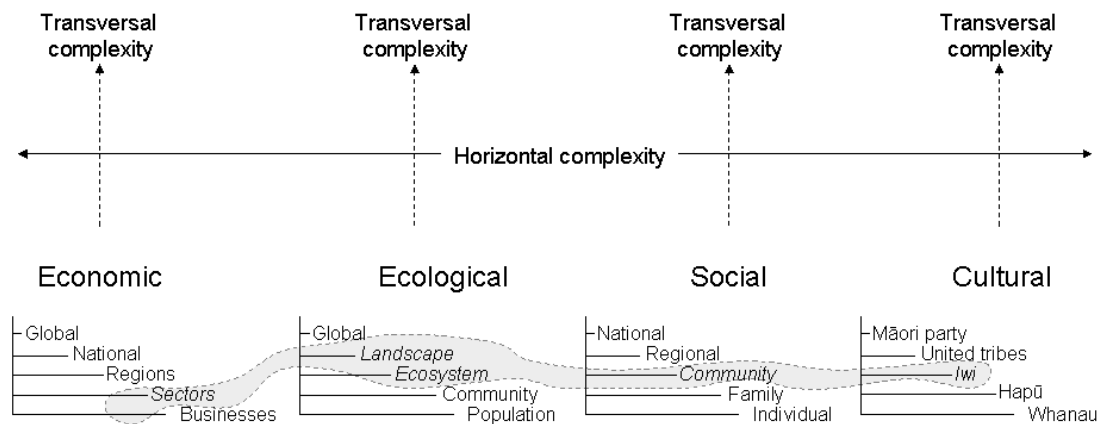 Transversal
complexity
Transversal
complexity
Transversal
complexity
Transversal
complexity
Horizontal complexity
Economic
Ecological
Social
Cultural
Global
National
Regions
Sectors
Businesses
Global
Landscape
Ecosystem
Community
Population
National
Regional
Community
Family
Individual
Māori party
United tribes
Iwi
Hapū
Whanau